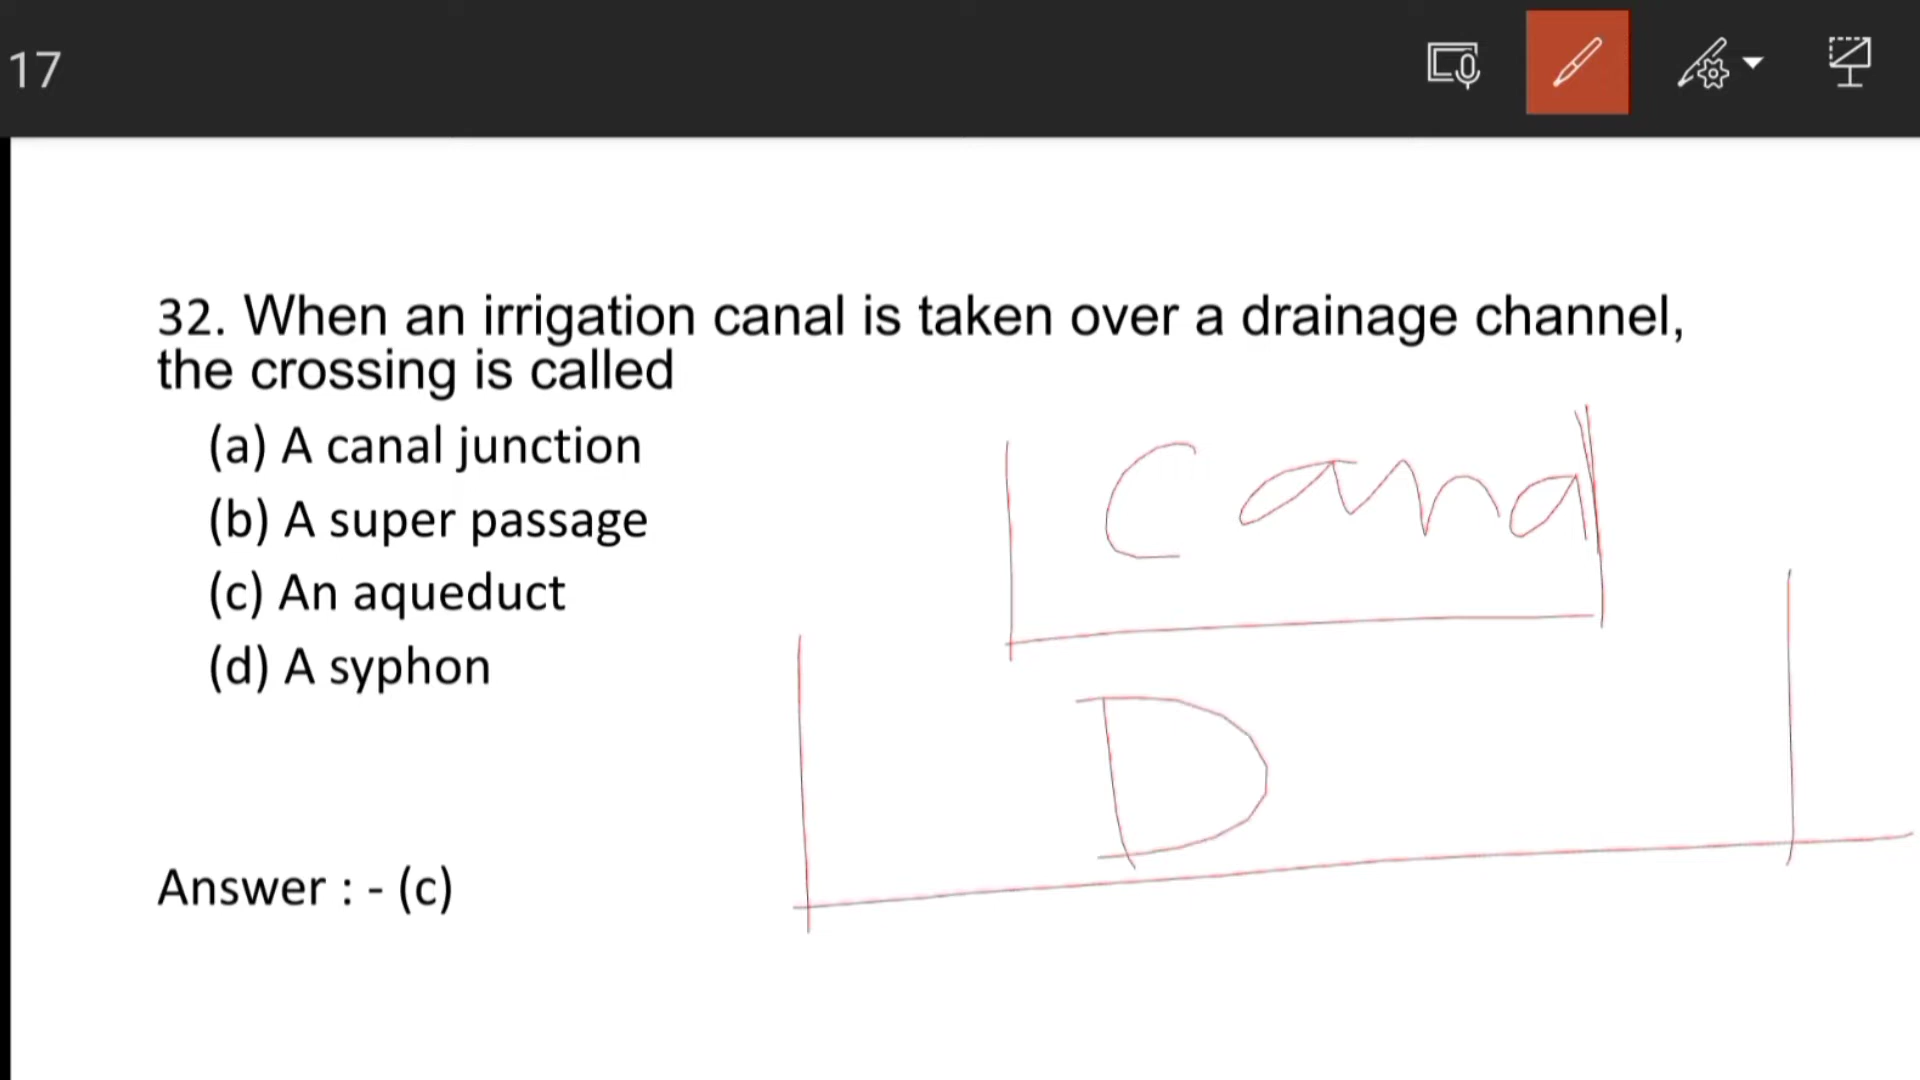 17
32. When an irrigation canal is taken over a drainage channel,
the crossing is called
(a) A canal junction
(b) A super passage
(c) An aqueduct
(d) A syphon
Canal
D
Answer : - (c)